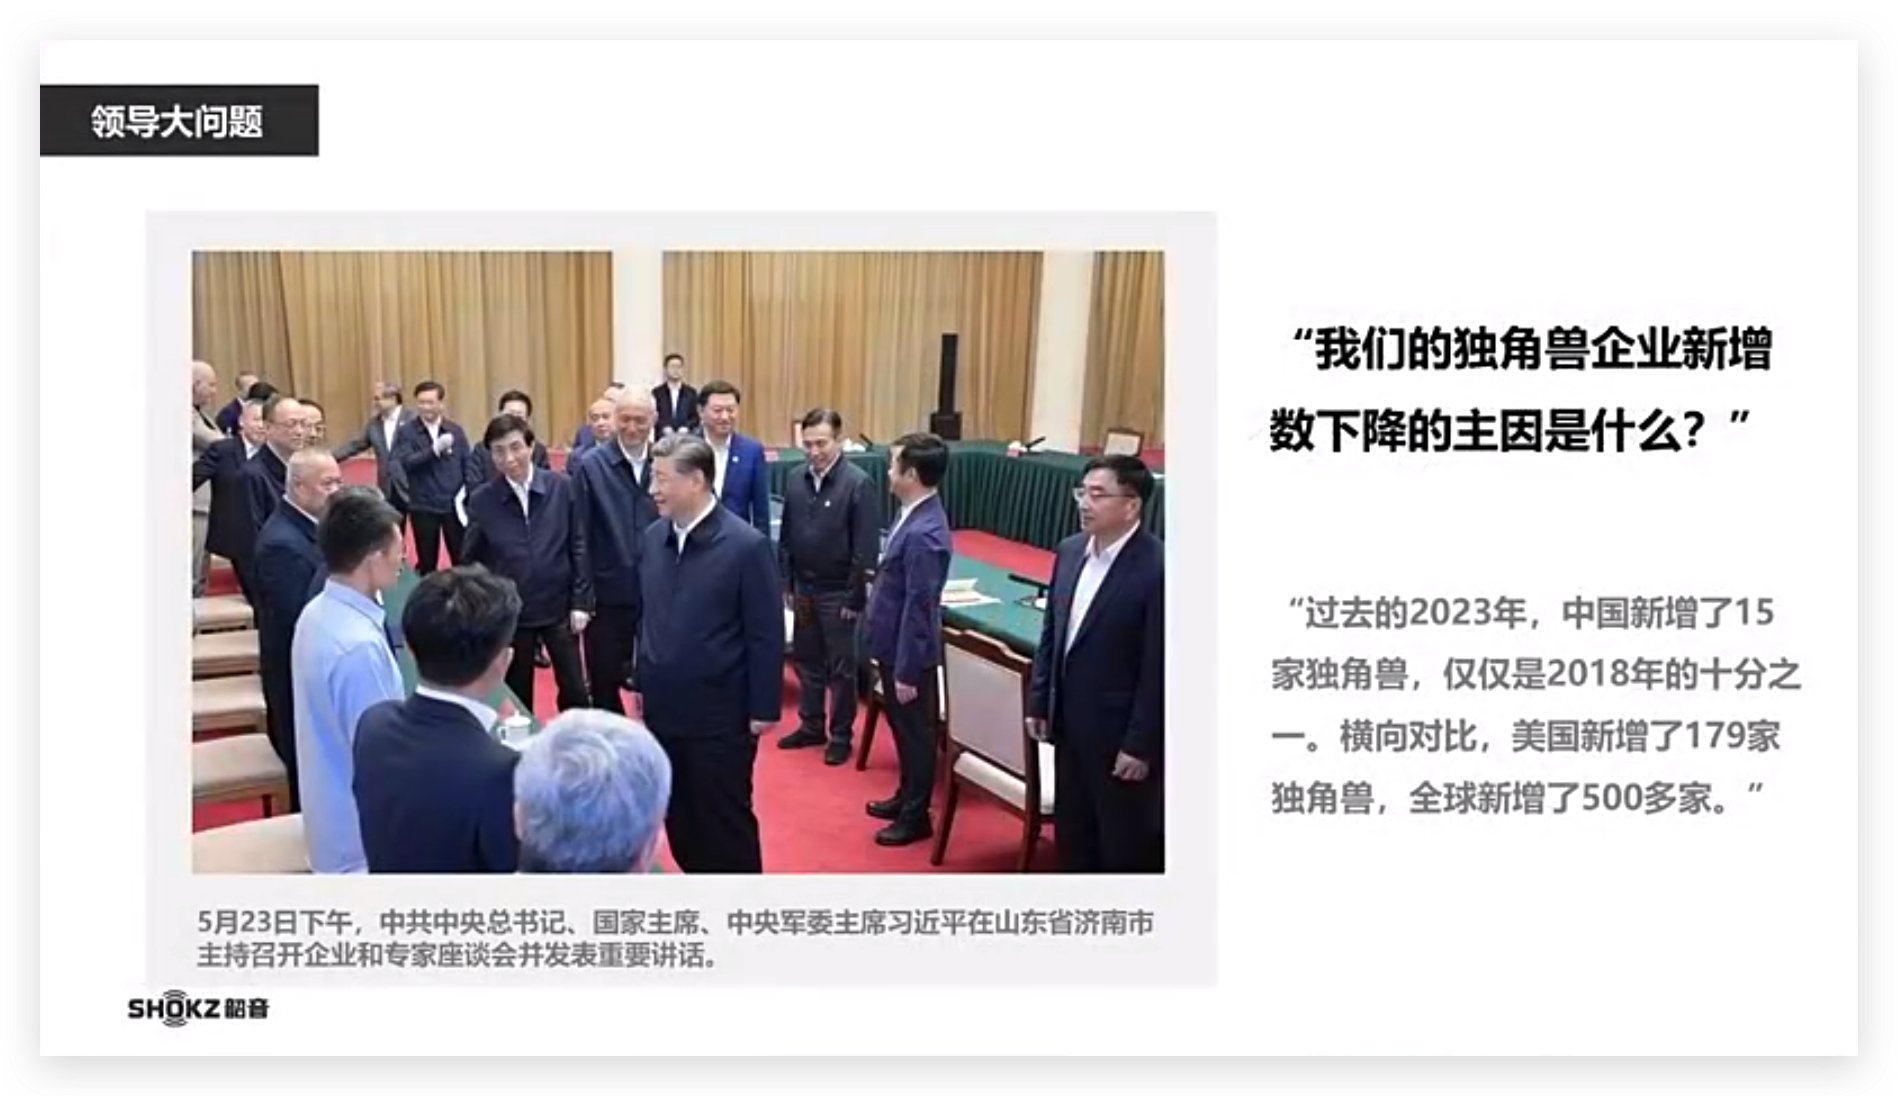 领导大问题
“我们的独角兽企业新增
数下降的主因是什么？”
“过去的2023年，中国新增了15
家独角兽，仅仅是2018年的十分之
一。横向对比，美国新增了179家
独角兽，全球新增了500多家。”
5月23日下午，中共中央总书记、国家主席、中央军委主席习近平在山东省济南市
主持召开企业和专家座谈会并发表重要讲话。
SHOKZ韶音